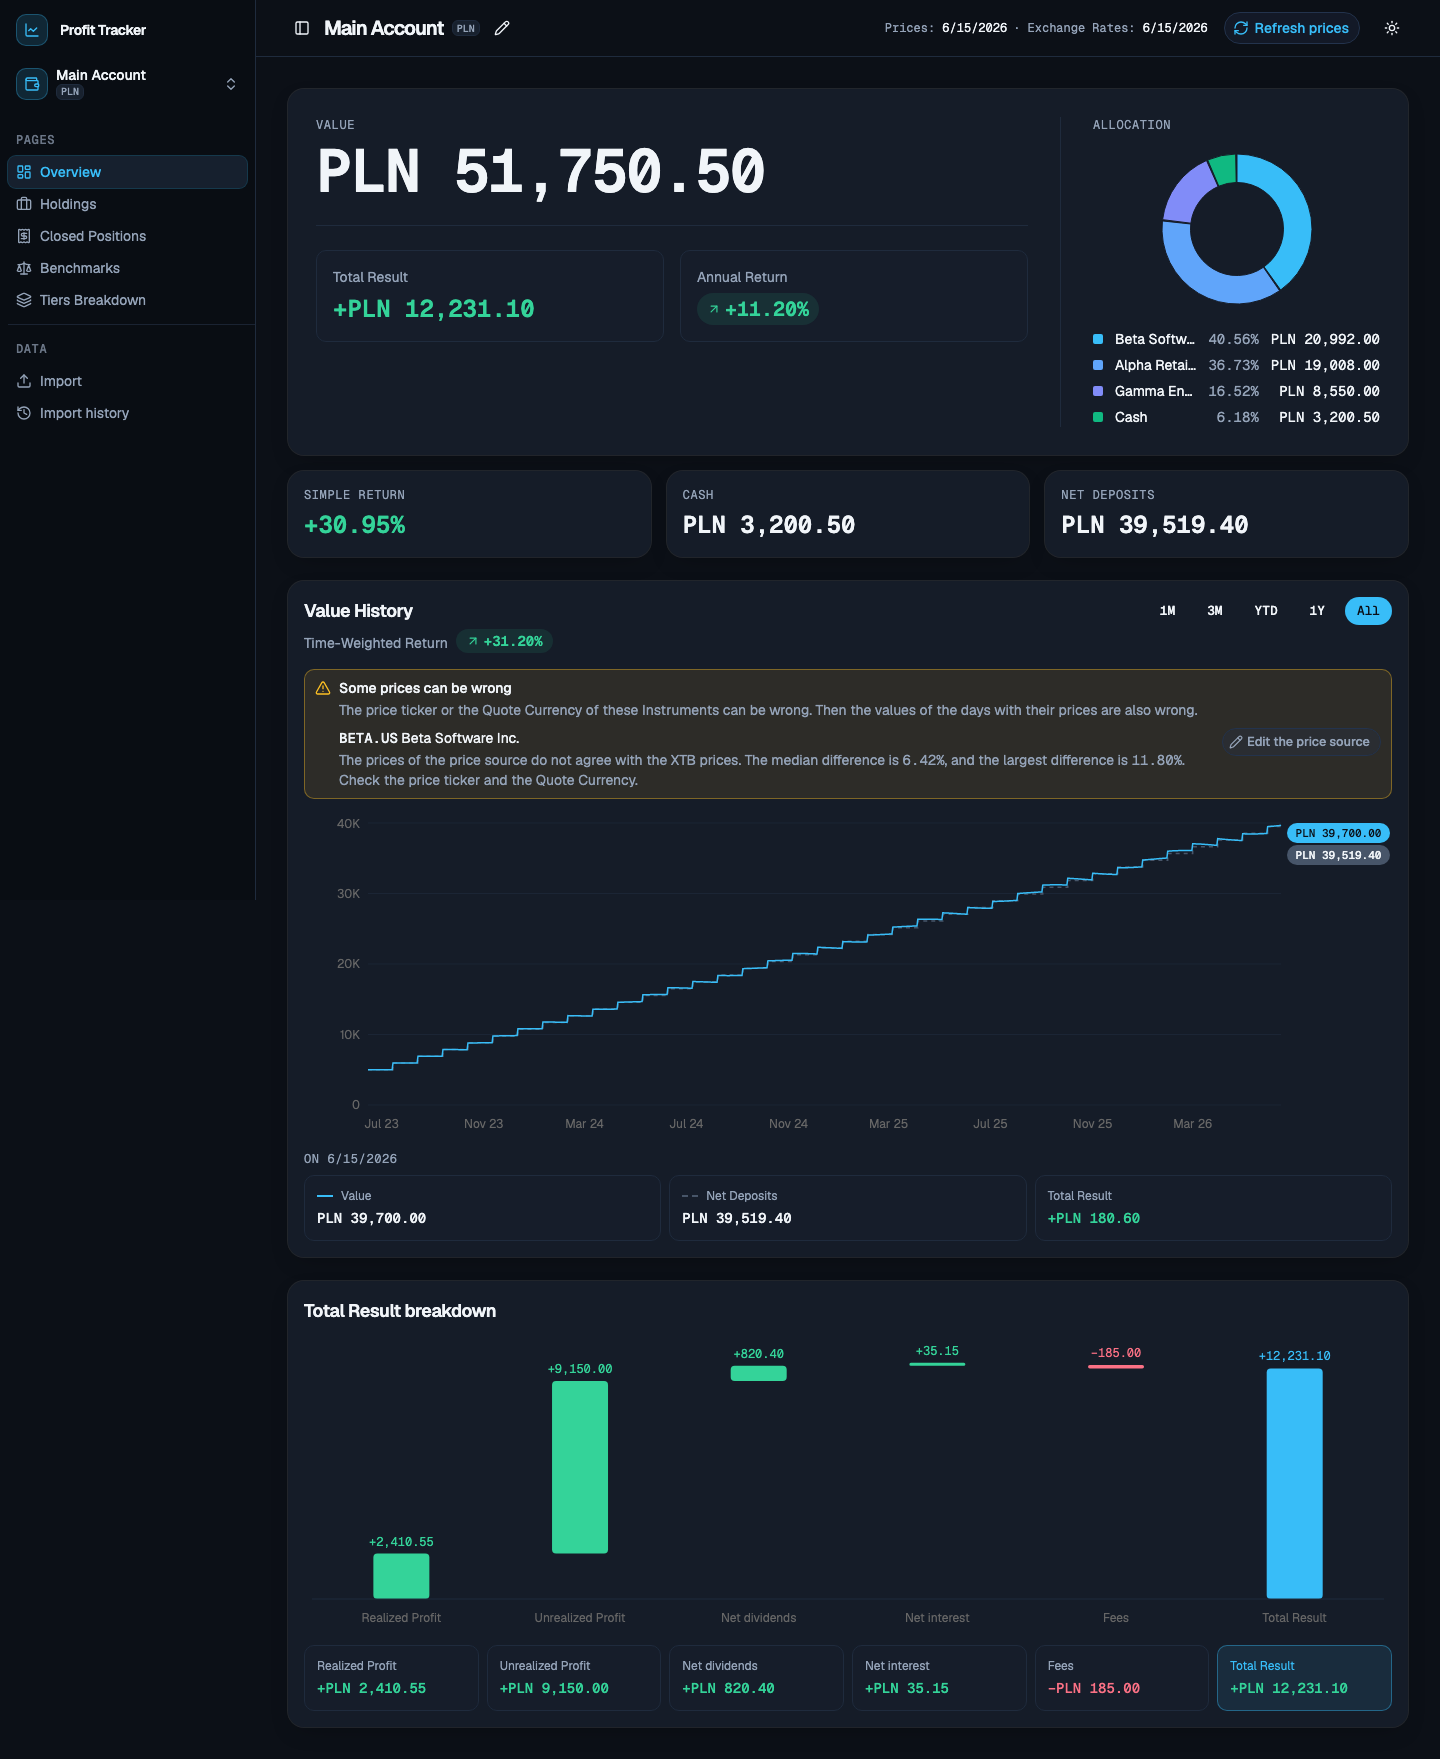 Profit Tracker
Main Account
PLN
PAGES
Overview
Holdings
Closed Positions
Benchmarks
Tiers Breakdown
DATA
Import
Import history
Main Account PLN
Prices: 6/15/2026 · Exchange Rates: 6/15/2026
Refresh prices
VALUE
PLN 51,750.50
Total Result
+PLN 12,231.10
Annual Return
+11.20%
ALLOCATION
Beta Softw... 40.56% PLN 20,992.00
Alpha Retai... 36.73% PLN 19,008.00
Gamma En... 16.52% PLN 8,550.00
Cash 6.18% PLN 3,200.50
SIMPLE RETURN
+30.95%
CASH
PLN 3,200.50
NET DEPOSITS
PLN 39,519.40
Value History
1M 3M YTD 1Y All
Time-Weighted Return +31.20%
Some prices can be wrong
The price ticker or the Quote Currency of these Instruments can be wrong. Then the values of the days with their prices are also wrong.
BETA.US Beta Software Inc.
The prices of the price source do not agree with the XTB prices. The median difference is 6.42%, and the largest difference is 11.80%.
Check the price ticker and the Quote Currency.
Edit the price source
40K
30K
20K
10K
0
PLN 39,700.00
PLN 39,519.40
Jul 23 Nov 23 Mar 24 Jul 24 Nov 24 Mar 25 Jul 25 Nov 25 Mar 26
ON 6/15/2026
Value
PLN 39,700.00
Net Deposits
PLN 39,519.40
Total Result
+PLN 180.60
Total Result breakdown
+2,410.55
+9,150.00
+820.40
+35.15
−185.00
+12,231.10
Realized Profit Unrealized Profit Net dividends Net interest Fees Total Result
Realized Profit
+PLN 2,410.55
Unrealized Profit
+PLN 9,150.00
Net dividends
+PLN 820.40
Net interest
+PLN 35.15
Fees
−PLN 185.00
Total Result
+PLN 12,231.10